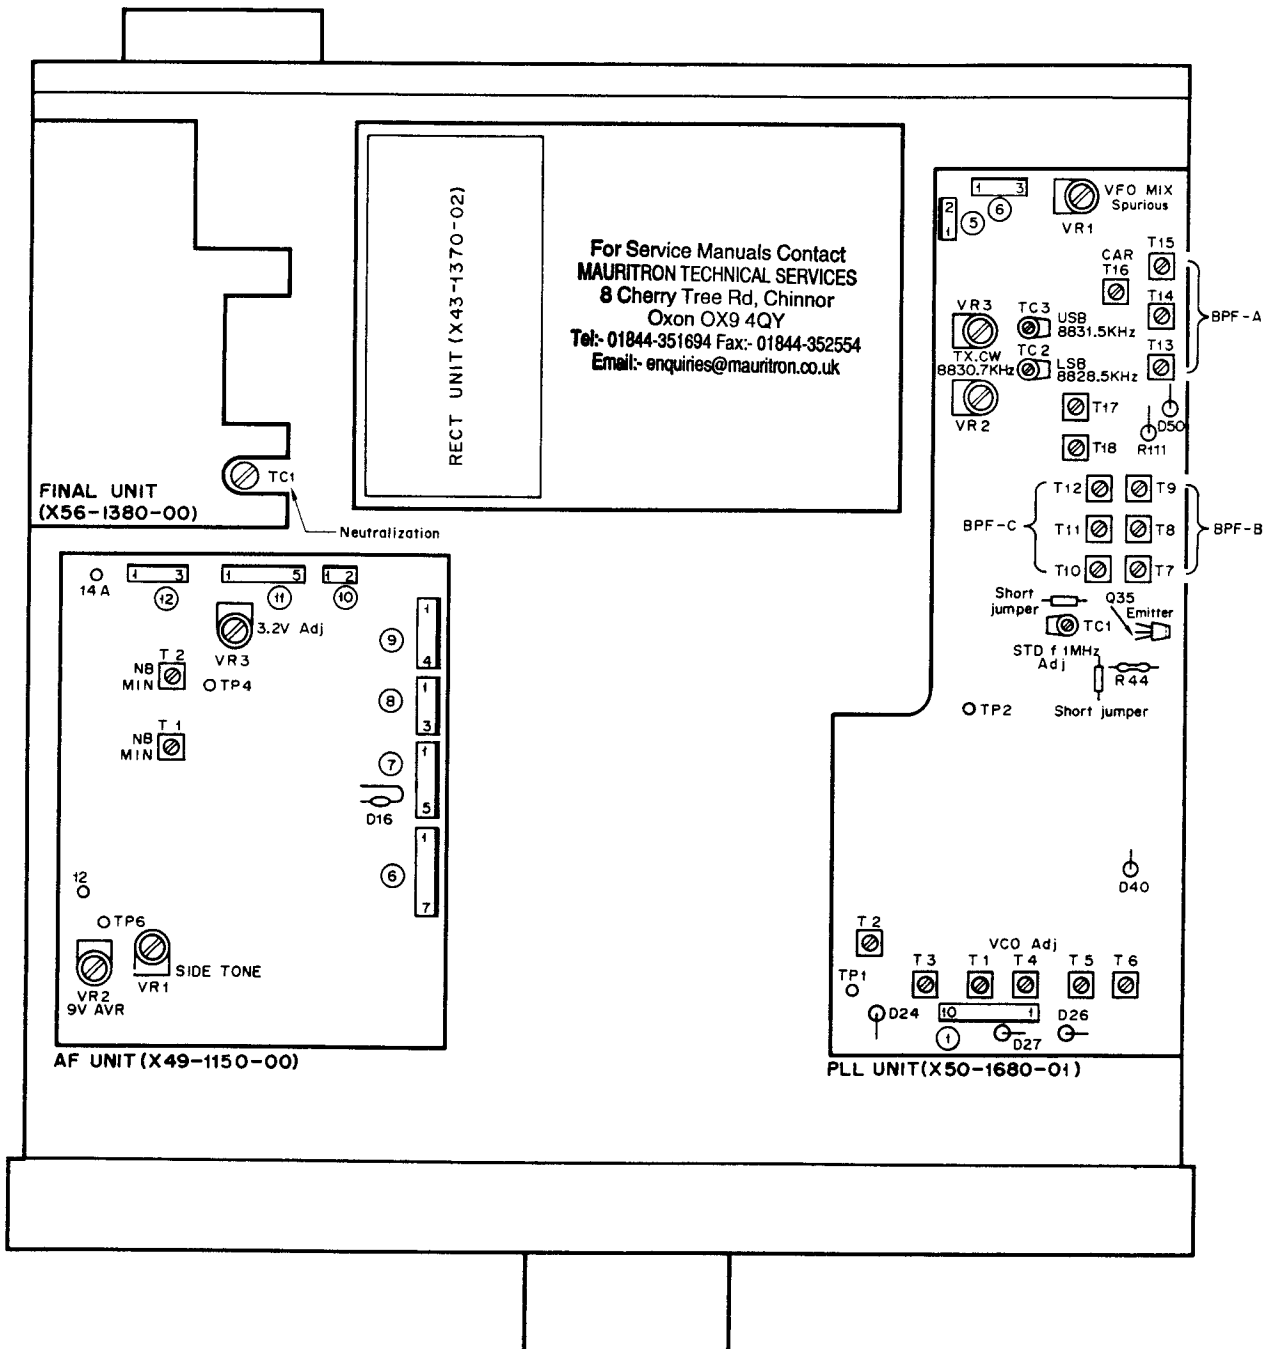 RECT UNIT (X43-1370-02)
For Service Manuals Contact
MAURITRON TECHNICAL SERVICES
8 Cherry Tree Rd, Chinnor
Oxon OX9 4QY
Tel:- 01844-351694 Fax:- 01844-352554
Email:- enquiries@mauritron.co.uk
FINAL UNIT
(X56-1380-00)
TC1
Neutralization
14A
1 3
12
1 5
11
1 2
10
3.2V Adj
VR3
T2
NB
MIN
TP4
T1
NB
MIN
1
9
4
1
8
3
1
7
5
D16
1
6
7
12
TP6
SIDE TONE
VR1
VR2
9V AVR
AF UNIT (X49-1150-00)
1 3
6
2
1
5
VFO MIX
Spurious
VR1
CAR
T16
T15
T14
T13
BPF-A
VR3
TC3
USB
8831.5KHz
TX.CW
8830.7KHz
TC2
LSB
8828.5KHz
VR2
T17
D50
R111
T18
T12
T9
BPF-C
T11
T8
BPF-B
T10
T7
Short
jumper
Q35
Emitter
TC1
STD f 1MHz
Adj
R44
Short jumper
TP2
D40
T2
VCO Adj
T3
T1
T4
T5
T6
TP1
D24
10 1
1
D27
D26
PLL UNIT (X50-1680-01)